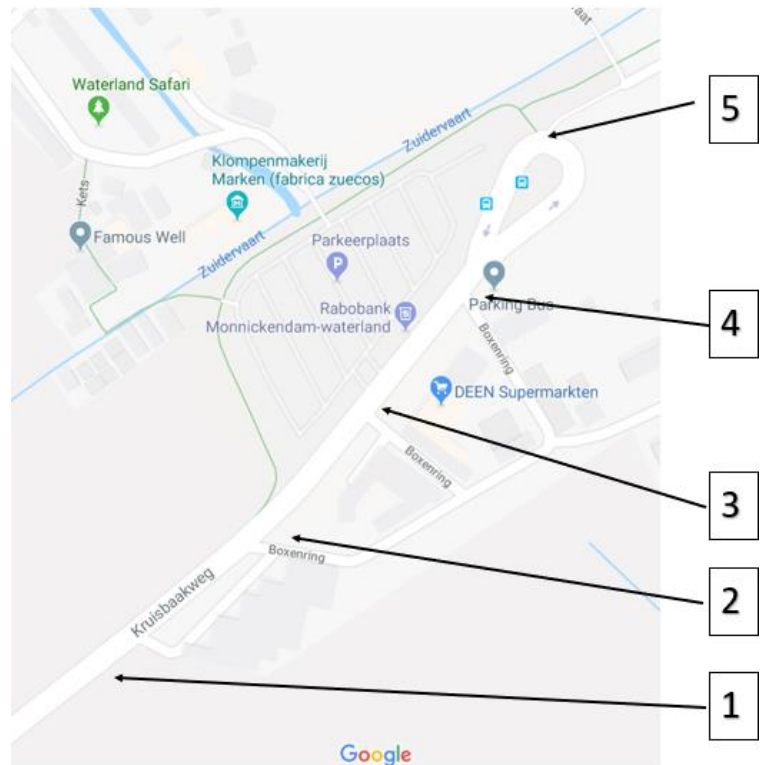 aat
Waterland Safari
5
Zuidervaart
Klompenmakerij
Marken (fabrica zuecos)
Kets
Famous Well
Parkeerplaats
P
Zuidervaart
Parking Bus
4
Rabobank
Monnickendam-waterland
Boxenring
DEEN Supermarkten
3
Boxenring
Boxenring
2
Kruisbaakweg
1
Google